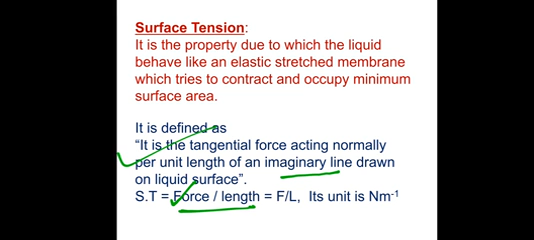 Surface Tension:
It is the property due to which the liquid
behave like an elastic stretched membrane
which tries to contract and occupy minimum
surface area.
It is defined as
“It is the tangential force acting normally
per unit length of an imaginary line drawn
on liquid surface”.
S.T = Force / length = F/L, Its unit is Nm⁻¹